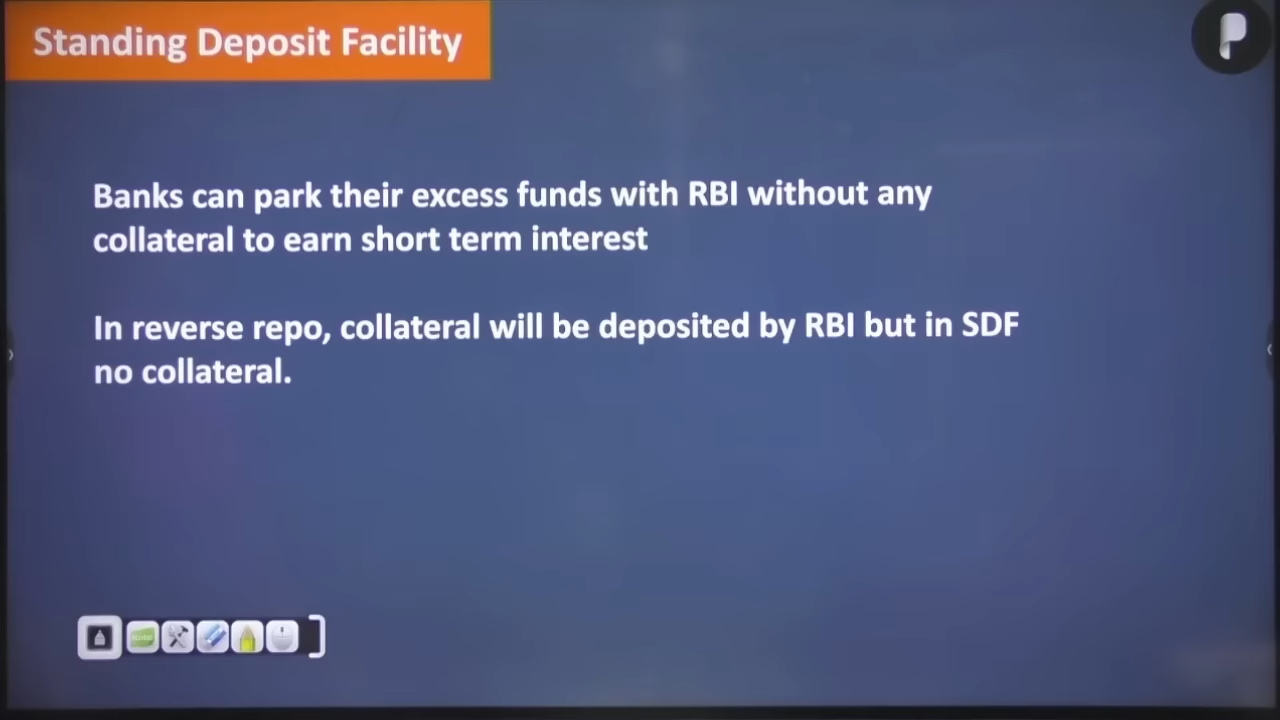 Standing Deposit Facility
Banks can park their excess funds with RBI without any
collateral to earn short term interest
In reverse repo, collateral will be deposited by RBI but in SDF
no collateral.